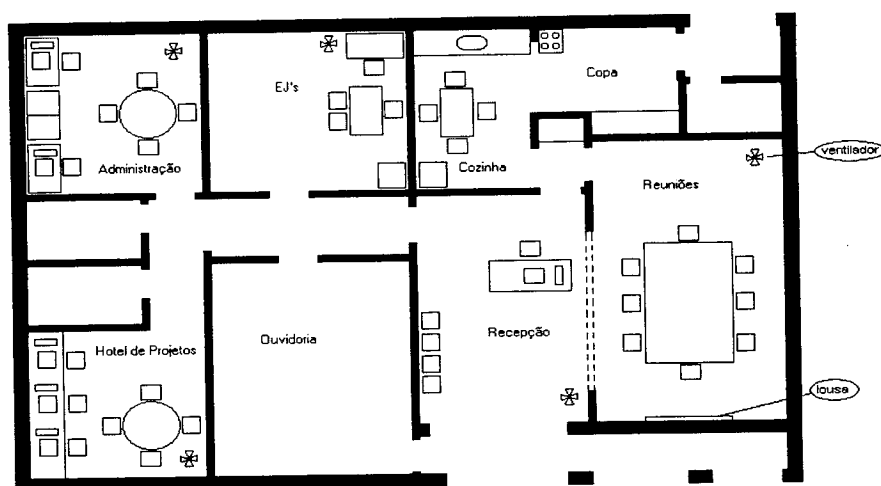 Copa
EJ's
ventilador
Administração
Cozinha
Reuniões
Recepção
Ouvidoria
Hotel de Projetos
lousa